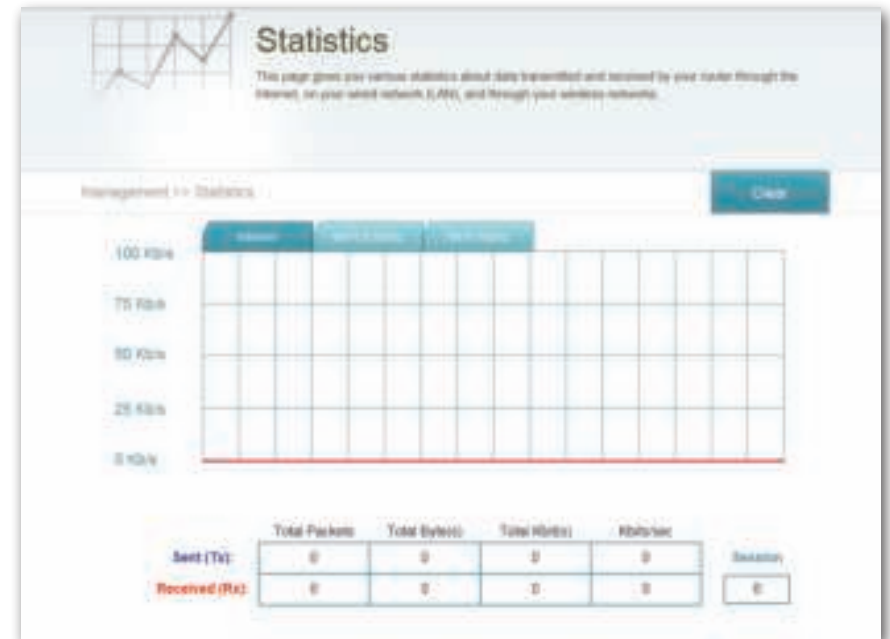 Statistics
This page gives you various statistics about data transmitted and received by your router through the
Internet, on your wired network (LAN), and through your wireless networks.
Management >> Statistics
Clear
100 Kb/s
75 Kb/s
50 Kb/s
25 Kb/s
0 Kb/s
Total Packets Total Byte(s) Total Kbit(s) Kbits/sec
Sent (Tx): 0 0 0 0 Session
Received (Rx): 0 0 0 0 0